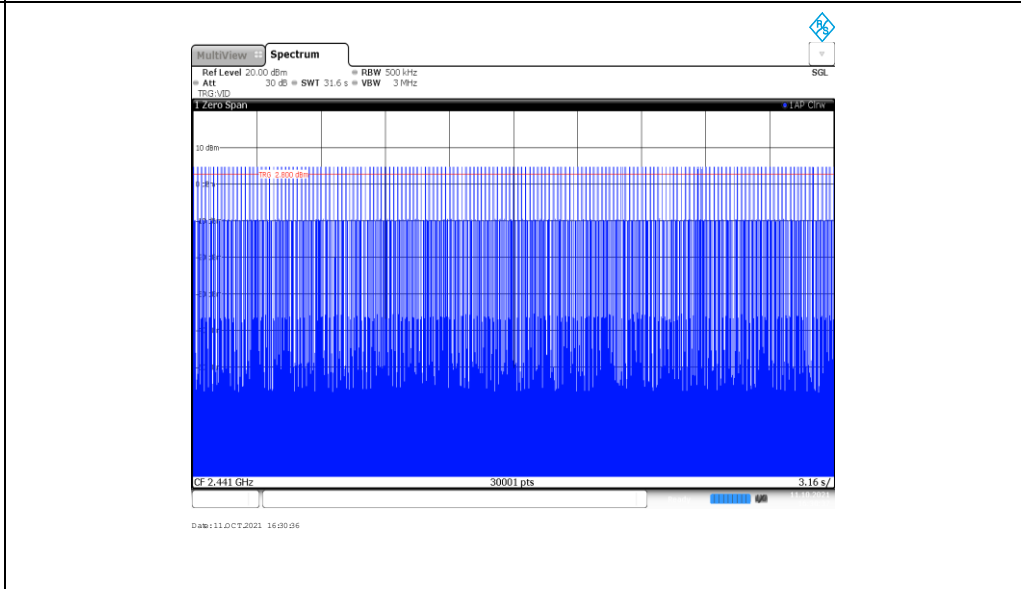 R&S
MultiView Spectrum
Ref Level 20.00 dBm RBW 500 kHz SGL
Att 30 dB SWT 31.6 s VBW 3 MHz
TRG:VID
1 Zero Span 1AP Clrw
10 dBm
TRG 2.800 dBm
CF 2.441 GHz 30001 pts 3.16 s/
Date:11.OCT.2021 16:30:36